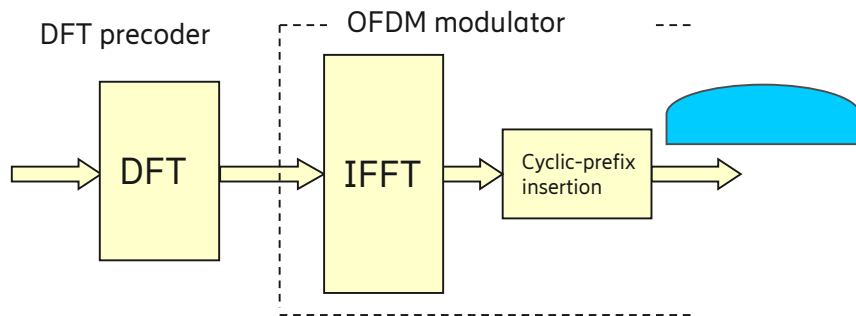 DFT precoder
OFDM modulator
DFT
IFFT
Cyclic-prefix
insertion